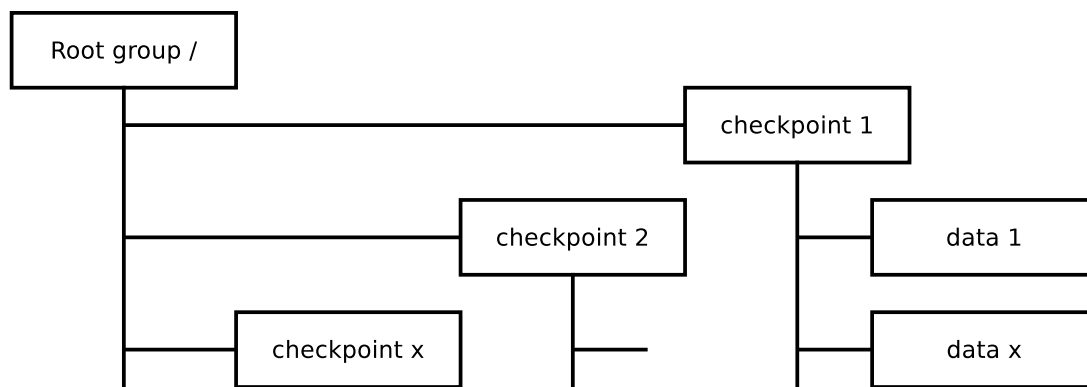 Root group /
checkpoint 1
checkpoint 2
data 1
checkpoint x
data x